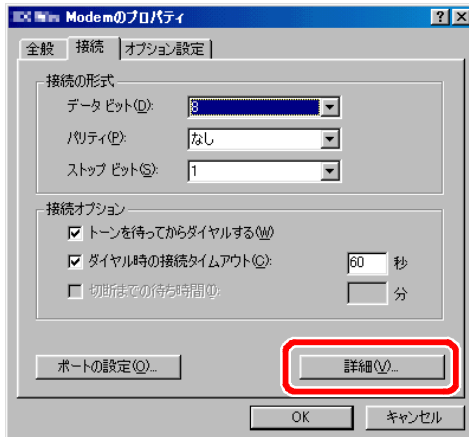 Modemのプロパティ
全般 接続 オプション設定
接続の形式
データ ビット(D): 8
パリティ(P): なし
ストップ ビット(S): 1
接続オプション
トーンを待ってからダイヤルする(W)
ダイヤル時の接続タイムアウト(C): 60 秒
切断までの待ち時間(I): 分
ポートの設定(O)... 詳細(V)...
OK キャンセル